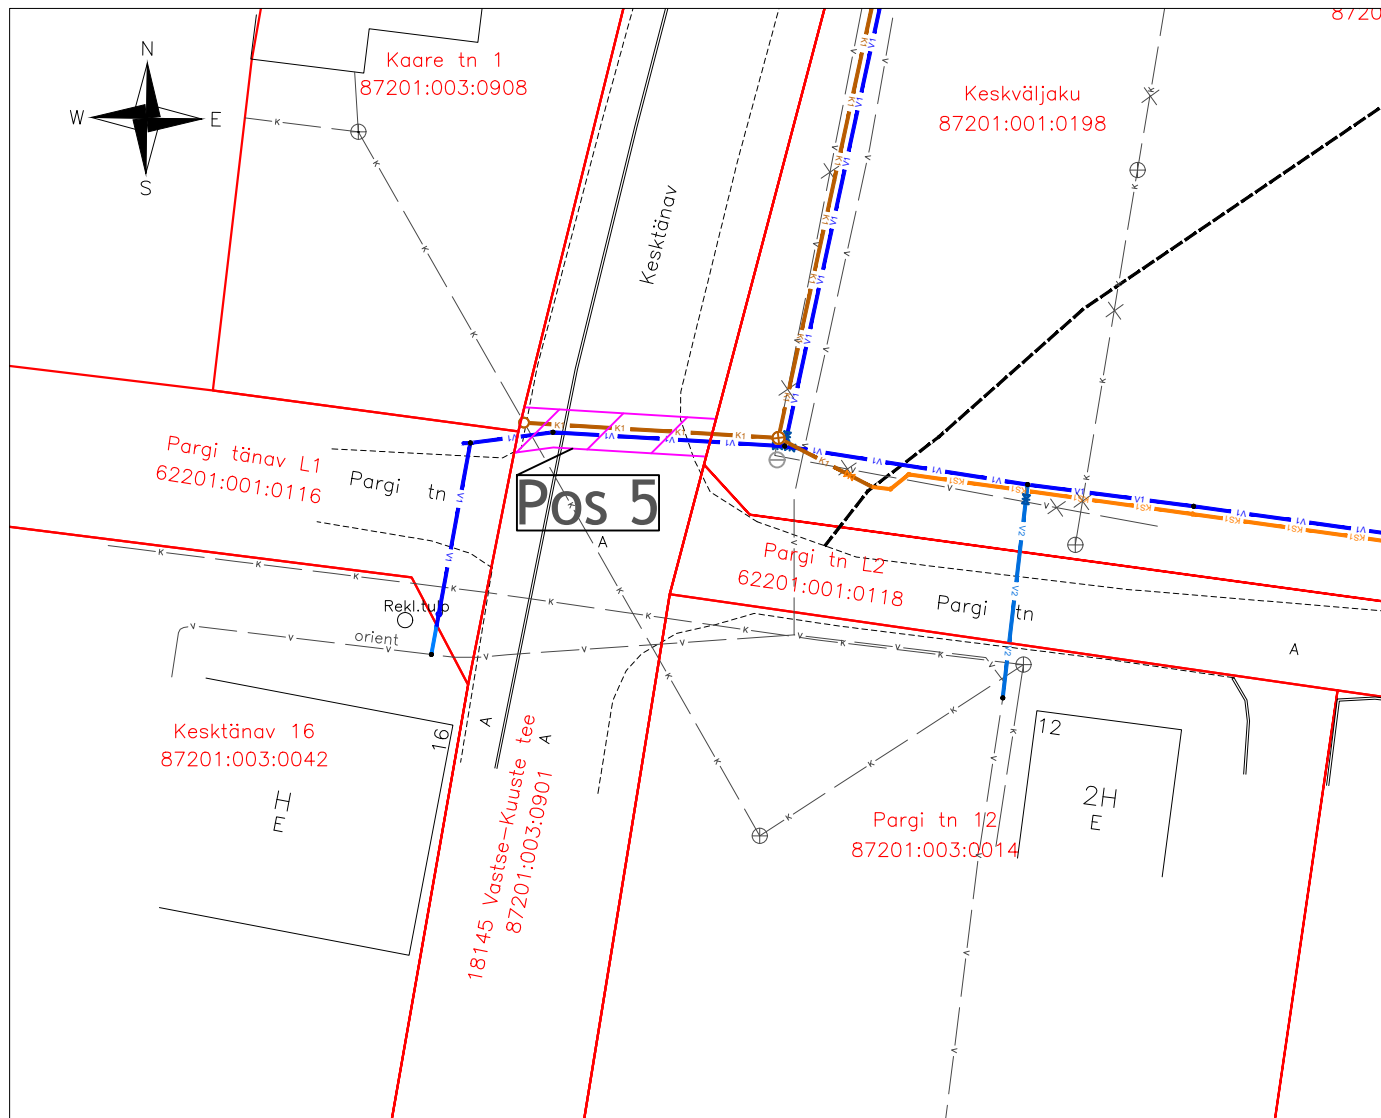 8720
N
W
E
S
Kaare tn 1
87201:003:0908
Keskväljaku
87201:001:0198
Kesktänav
Pargi tänav L1
62201:001:0116
Pargi tn
Pos 5
A
Pargi tn L2
62201:001:0118
Pargi tn
A
Rekl.tulp
orient
Kesktänav 16
87201:003:0042
16
H
E
A
18145 Vastse-Kuuste tee
87201:003:0901
A
12
2H
E
Pargi tn 12
87201:003:0014